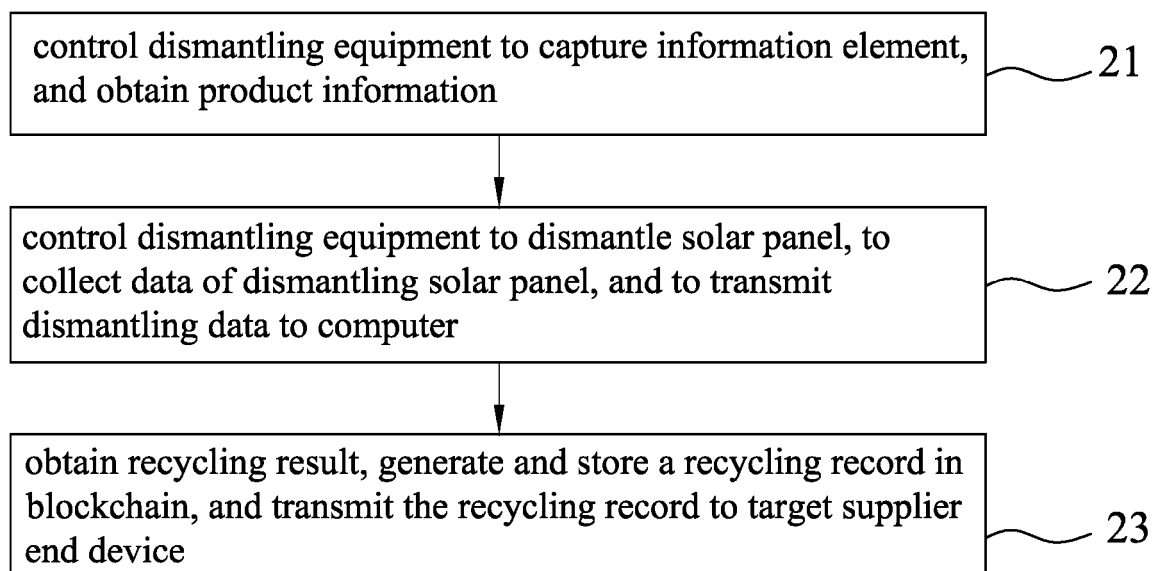 control dismantling equipment to capture information element,
and obtain product information
21
control dismantling equipment to dismantle solar panel, to
collect data of dismantling solar panel, and to transmit
dismantling data to computer
22
obtain recycling result, generate and store a recycling record in
blockchain, and transmit the recycling record to target supplier
end device
23